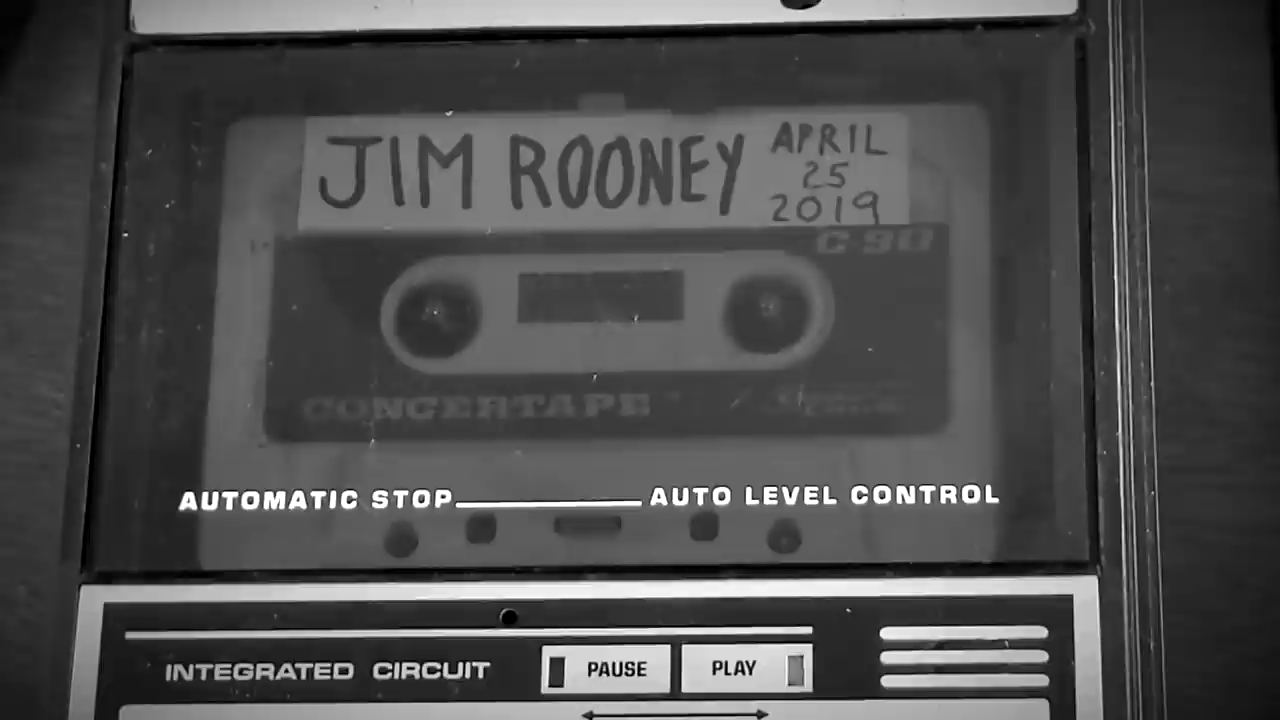 JIM ROONEY
APRIL
25
2019
C 90
CONCERTAPE
AUTOMATIC STOP
AUTO LEVEL CONTROL
INTEGRATED CIRCUIT
PAUSE
PLAY